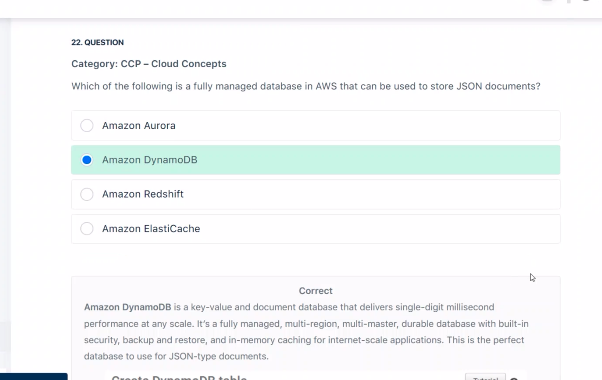 22. QUESTION
Category: CCP – Cloud Concepts
Which of the following is a fully managed database in AWS that can be used to store JSON documents?
Amazon Aurora
Amazon DynamoDB
Amazon Redshift
Amazon ElastiCache
Correct
Amazon DynamoDB is a key-value and document database that delivers single-digit millisecond
performance at any scale. It's a fully managed, multi-region, multi-master, durable database with built-in
security, backup and restore, and in-memory caching for internet-scale applications. This is the perfect
database to use for JSON-type documents.
Create DynamoDB table
Tutorial